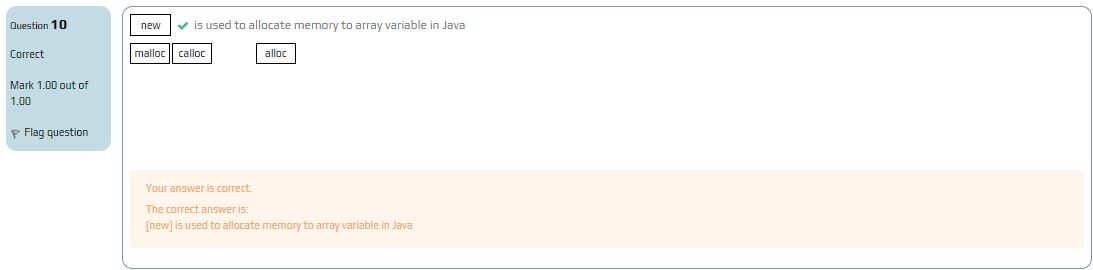 Question 10
Correct
Mark 1.00 out of
1.00
Flag question
new is used to allocate memory to array variable in Java
malloc calloc alloc
Your answer is correct.
The correct answer is:
[new] is used to allocate memory to array variable in Java